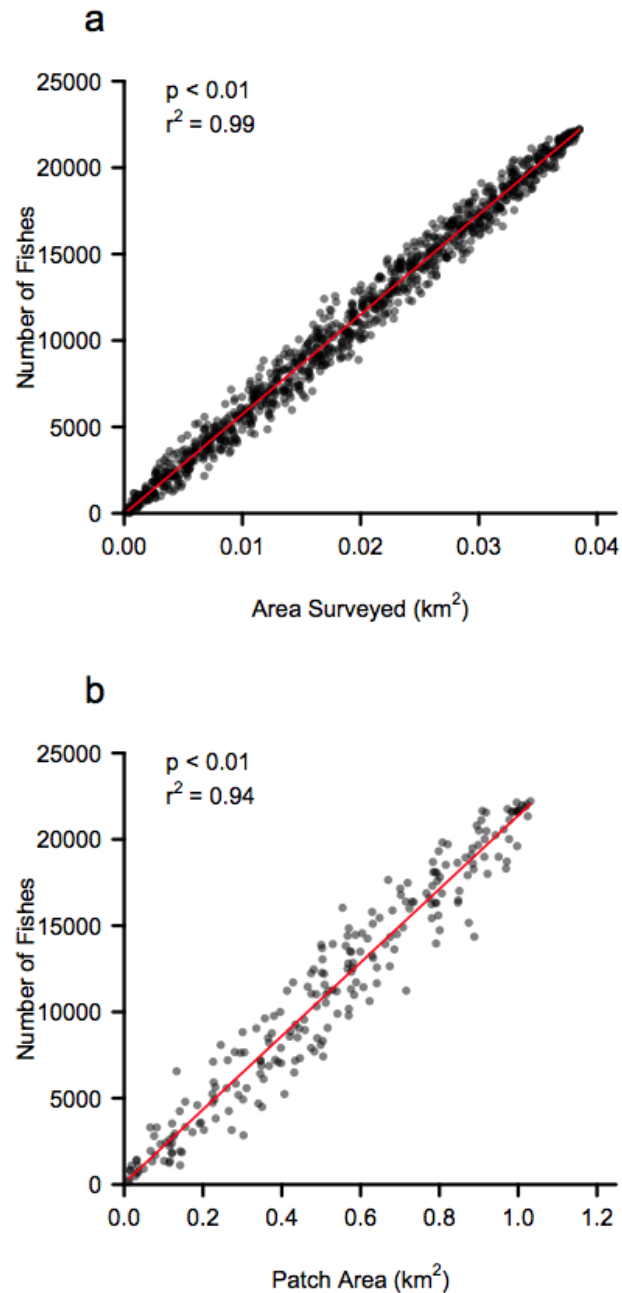 a
25000
20000
15000
10000
5000
0
Number of Fishes
p < 0.01
r² = 0.99
0.00 0.01 0.02 0.03 0.04
Area Surveyed (km²)
b
25000
20000
15000
10000
5000
0
Number of Fishes
p < 0.01
r² = 0.94
0.0 0.2 0.4 0.6 0.8 1.0 1.2
Patch Area (km²)